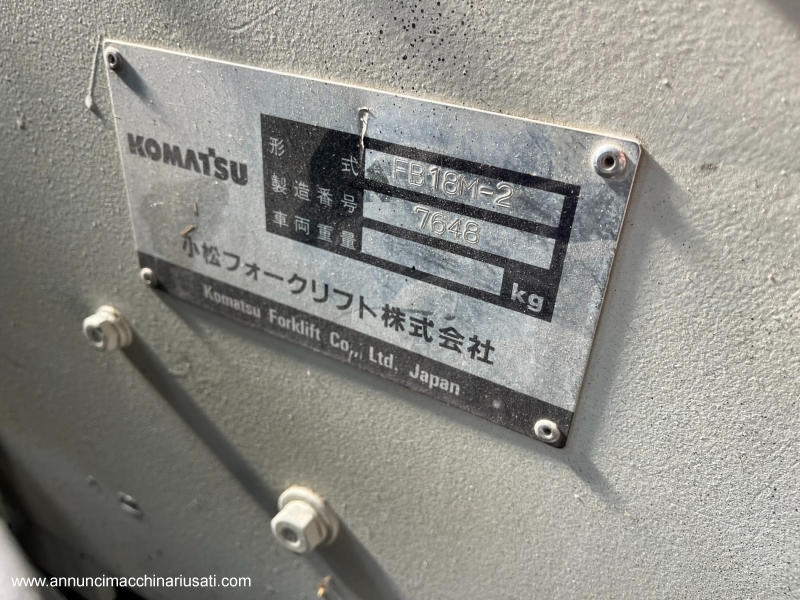 KOMATSU
形 式 FB18M-2
製造番号 7648
車両重量 kg
小松フォークリフト株式会社
Komatsu Forklift Co., Ltd. Japan
www.annuncimacchinariusati.com